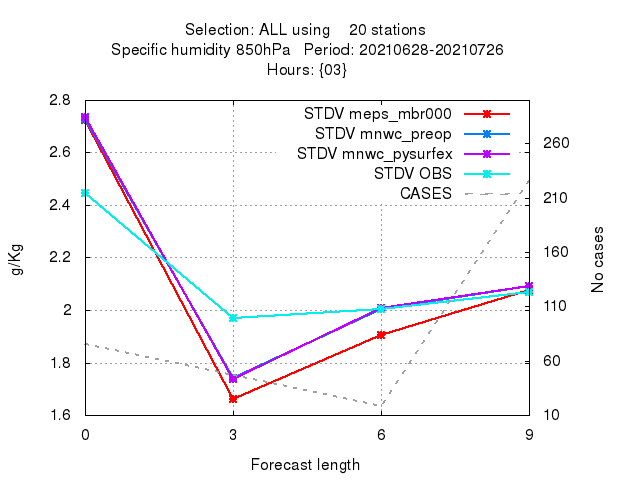 Selection: ALL using    20 stations
Specific humidity 850hPa   Period: 20210628-20210726
Hours: {03}
STDV meps_mbr000
STDV mnwc_preop
STDV mnwc_pysurfex
STDV OBS
CASES
g/Kg
2.8
2.6
2.4
2.2
2
1.8
1.6
260
210
160
110
60
10
No cases
0 3 6 9
Forecast length